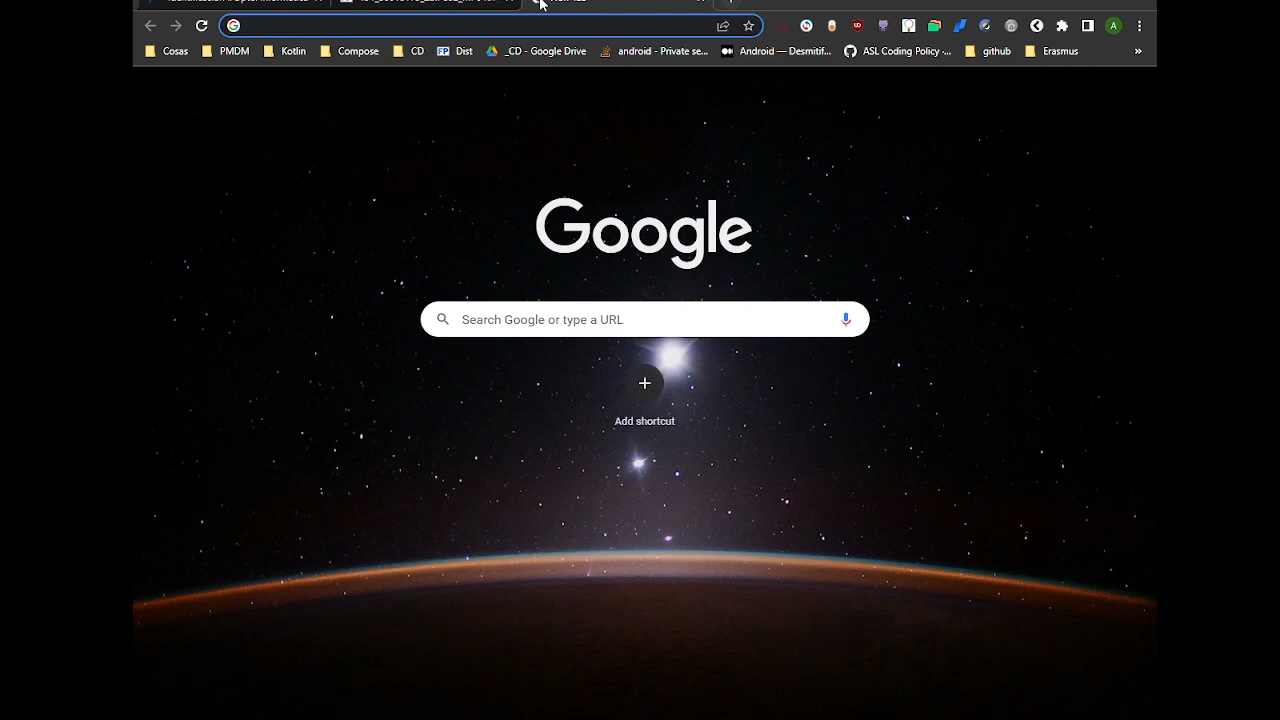 Cosas PMDM Kotlin Compose CD Dist _CD - Google Drive android - Private se... Android — Desmitif... ASL Coding Policy -... github Erasmus »
Google
Search Google or type a URL
Add shortcut